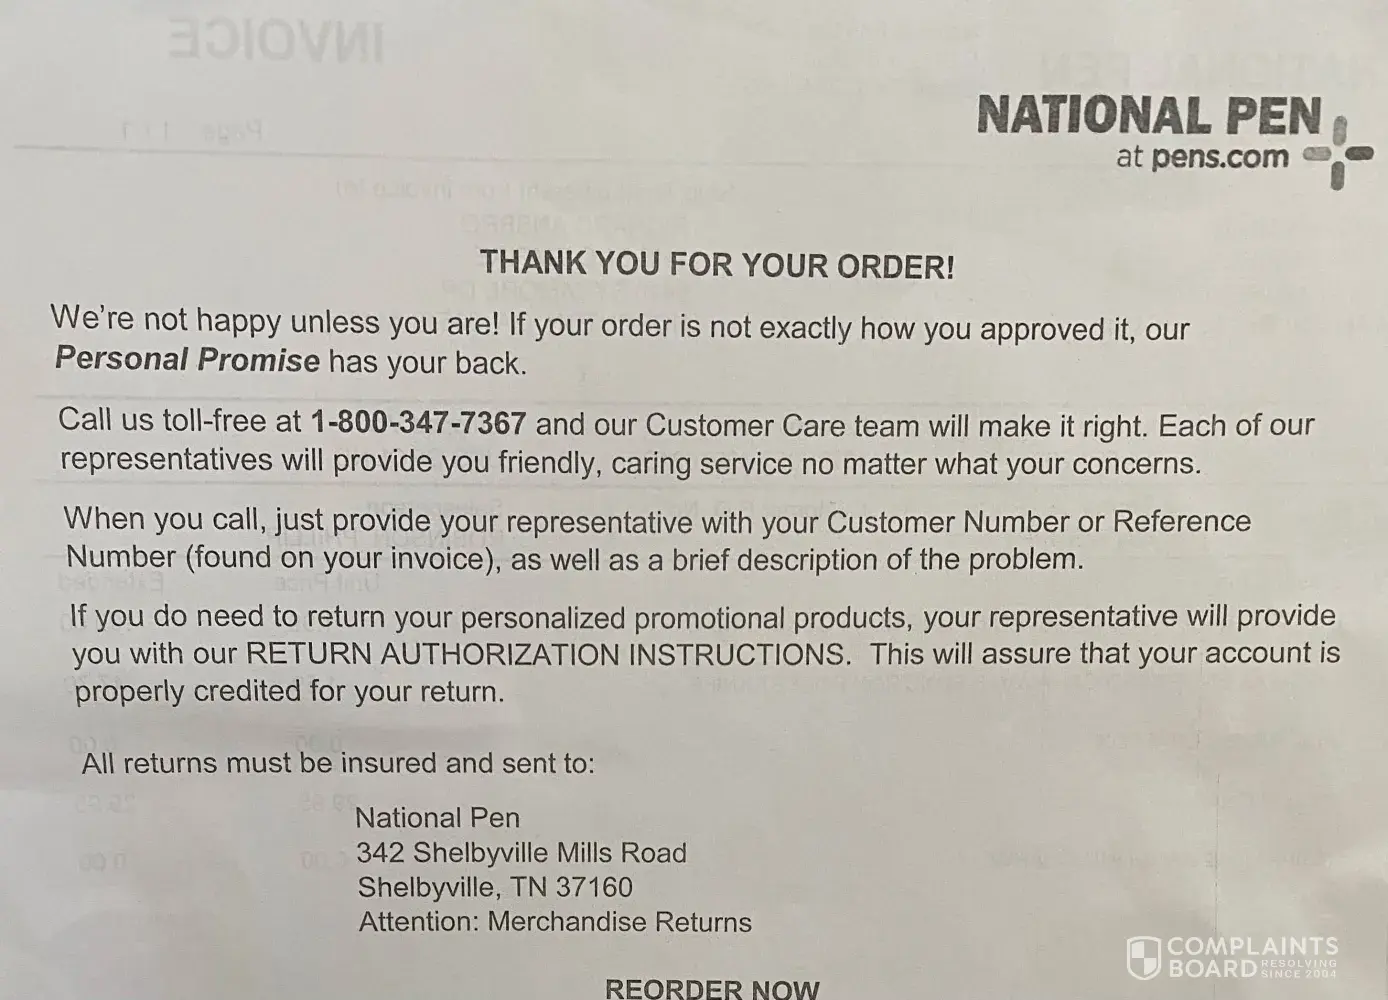 INVOICE
NATIONAL PEN
at pens.com
THANK YOU FOR YOUR ORDER!
We're not happy unless you are! If your order is not exactly how you approved it, our
Personal Promise has your back.
Call us toll-free at 1-800-347-7367 and our Customer Care team will make it right. Each of our
representatives will provide you friendly, caring service no matter what your concerns.
When you call, just provide your representative with your Customer Number or Reference
Number (found on your invoice), as well as a brief description of the problem.
If you do need to return your personalized promotional products, your representative will provide
you with our RETURN AUTHORIZATION INSTRUCTIONS. This will assure that your account is
properly credited for your return.
All returns must be insured and sent to:
National Pen
342 Shelbyville Mills Road
Shelbyville, TN 37160
Attention: Merchandise Returns
REORDER NOW
COMPLAINTS
BOARD RESOLVING
SINCE 2004